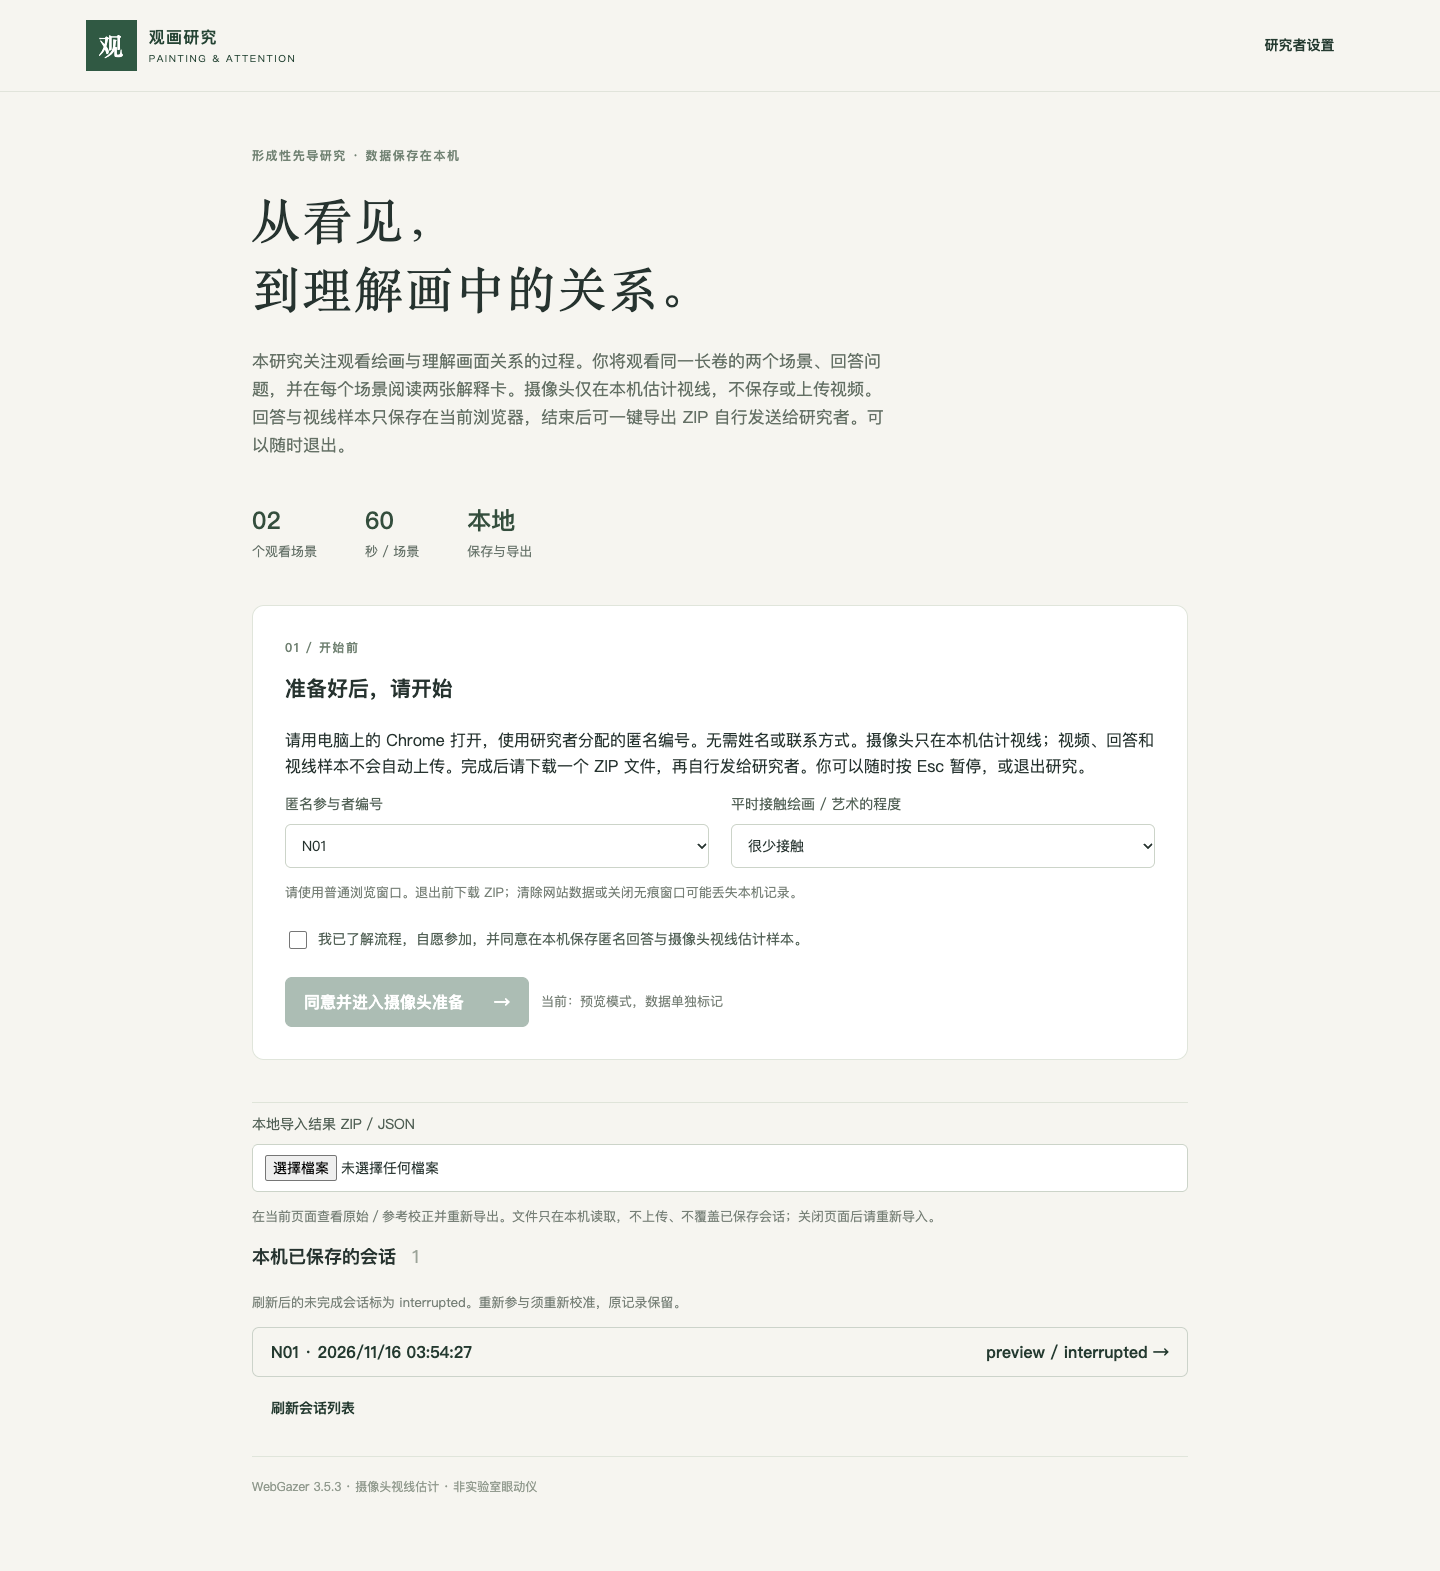 观
观画研究
PAINTING & ATTENTION
研究者设置
形成性先导研究 · 数据保存在本机
从看见，
到理解画中的关系。
本研究关注观看绘画与理解画面关系的过程。你将观看同一长卷的两个场景、回答问
题，并在每个场景阅读两张解释卡。摄像头仅在本机估计视线，不保存或上传视频。
回答与视线样本只保存在当前浏览器，结束后可一键导出 ZIP 自行发送给研究者。可
以随时退出。
02
个观看场景
60
秒 / 场景
本地
保存与导出
01 / 开始前
准备好后，请开始
请用电脑上的 Chrome 打开，使用研究者分配的匿名编号。无需姓名或联系方式。摄像头只在本机估计视线；视频、回答和
视线样本不会自动上传。完成后请下载一个 ZIP 文件，再自行发给研究者。你可以随时按 Esc 暂停，或退出研究。
匿名参与者编号
N01
平时接触绘画 / 艺术的程度
很少接触
请使用普通浏览窗口。退出前下载 ZIP；清除网站数据或关闭无痕窗口可能丢失本机记录。
我已了解流程，自愿参加，并同意在本机保存匿名回答与摄像头视线估计样本。
同意并进入摄像头准备 →
当前：预览模式，数据单独标记
本地导入结果 ZIP / JSON
選擇檔案 未選擇任何檔案
在当前页面查看原始 / 参考校正并重新导出。文件只在本机读取，不上传、不覆盖已保存会话；关闭页面后请重新导入。
本机已保存的会话 1
刷新后的未完成会话标为 interrupted。重新参与须重新校准，原记录保留。
N01 · 2026/11/16 03:54:27
preview / interrupted →
刷新会话列表
WebGazer 3.5.3 · 摄像头视线估计 · 非实验室眼动仪